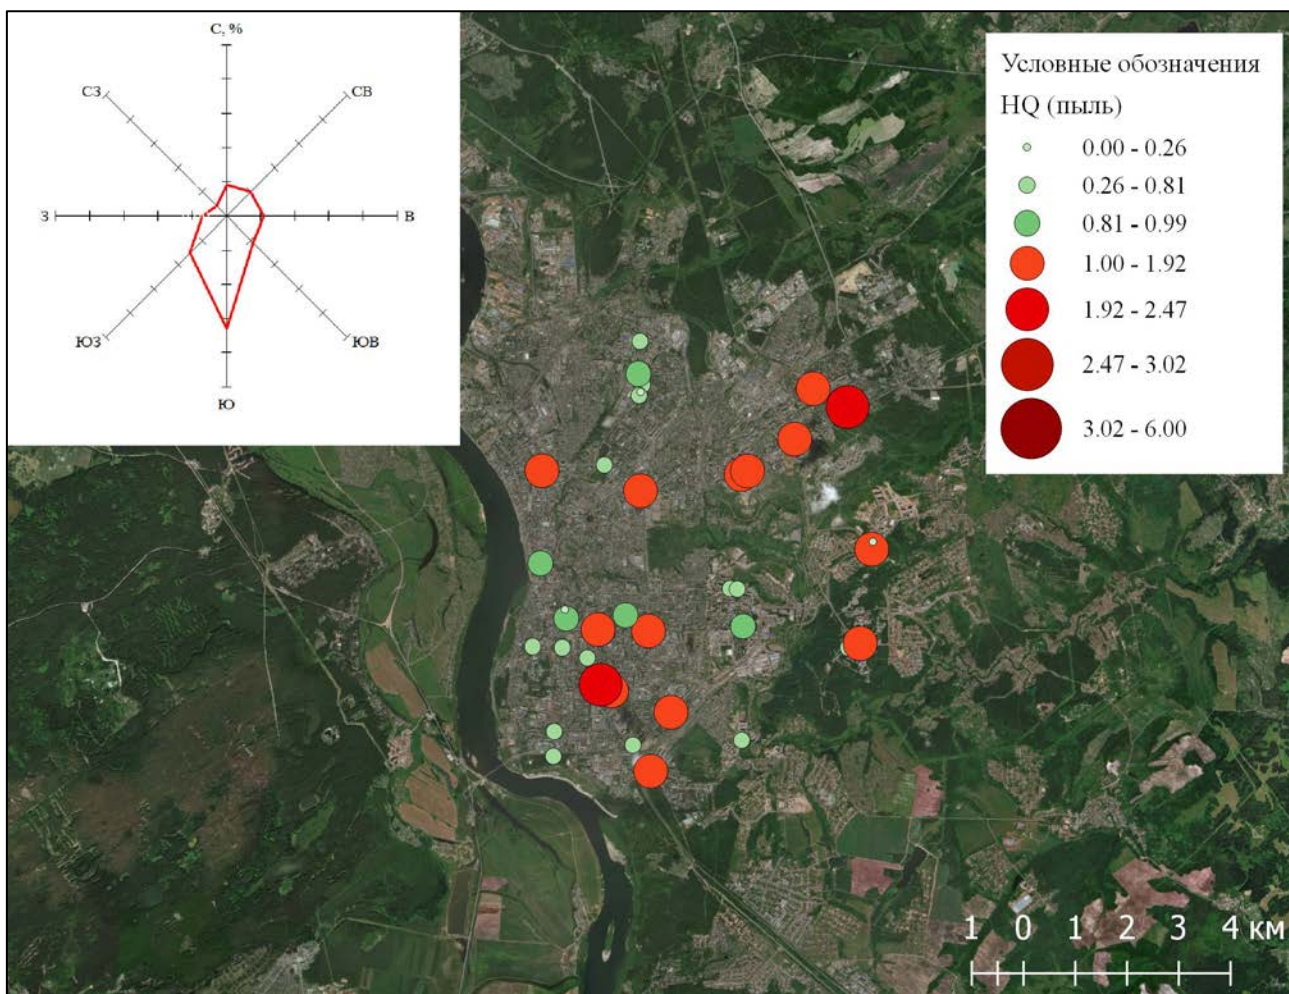 С, %
СЗ
СВ
З
В
ЮЗ
ЮВ
Ю
Условные обозначения
HQ (пыль)
0.00 - 0.26
0.26 - 0.81
0.81 - 0.99
1.00 - 1.92
1.92 - 2.47
2.47 - 3.02
3.02 - 6.00
1 0 1 2 3 4 км